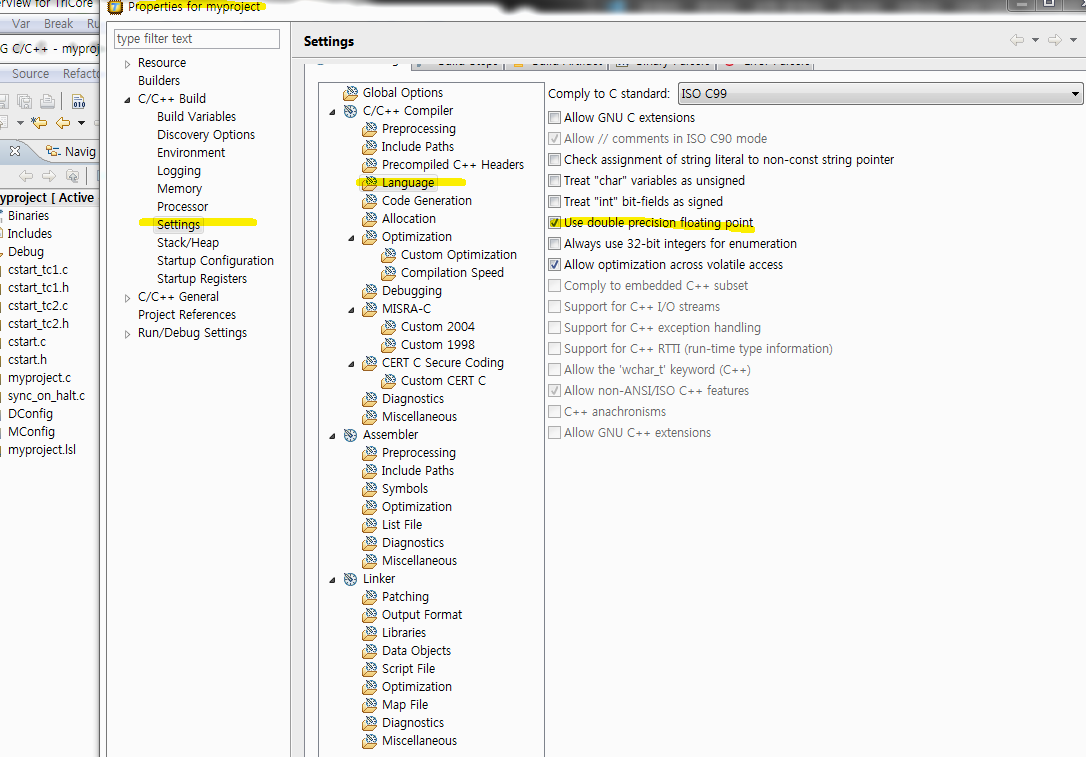 erview for TriCore
Var Break Ru
G C/C++ - myproj
Source Refacto
Navig
yproject [ Active
Binaries
Includes
Debug
cstart_tc1.c
cstart_tc1.h
cstart_tc2.c
cstart_tc2.h
cstart.c
cstart.h
myproject.c
sync_on_halt.c
DConfig
MConfig
myproject.lsl
Properties for myproject
type filter text
Resource
Builders
C/C++ Build
Build Variables
Discovery Options
Environment
Logging
Memory
Processor
Settings
Stack/Heap
Startup Configuration
Startup Registers
C/C++ General
Project References
Run/Debug Settings
Settings
Global Options
C/C++ Compiler
Preprocessing
Include Paths
Precompiled C++ Headers
Language
Code Generation
Allocation
Optimization
Custom Optimization
Compilation Speed
Debugging
MISRA-C
Custom 2004
Custom 1998
CERT C Secure Coding
Custom CERT C
Diagnostics
Miscellaneous
Assembler
Preprocessing
Include Paths
Symbols
Optimization
List File
Diagnostics
Miscellaneous
Linker
Patching
Output Format
Libraries
Data Objects
Script File
Optimization
Map File
Diagnostics
Miscellaneous
Comply to C standard: ISO C99
Allow GNU C extensions
Allow // comments in ISO C90 mode
Check assignment of string literal to non-const string pointer
Treat "char" variables as unsigned
Treat "int" bit-fields as signed
Use double precision floating point
Always use 32-bit integers for enumeration
Allow optimization across volatile access
Comply to embedded C++ subset
Support for C++ I/O streams
Support for C++ exception handling
Support for C++ RTTI (run-time type information)
Allow the 'wchar_t' keyword (C++)
Allow non-ANSI/ISO C++ features
C++ anachronisms
Allow GNU C++ extensions